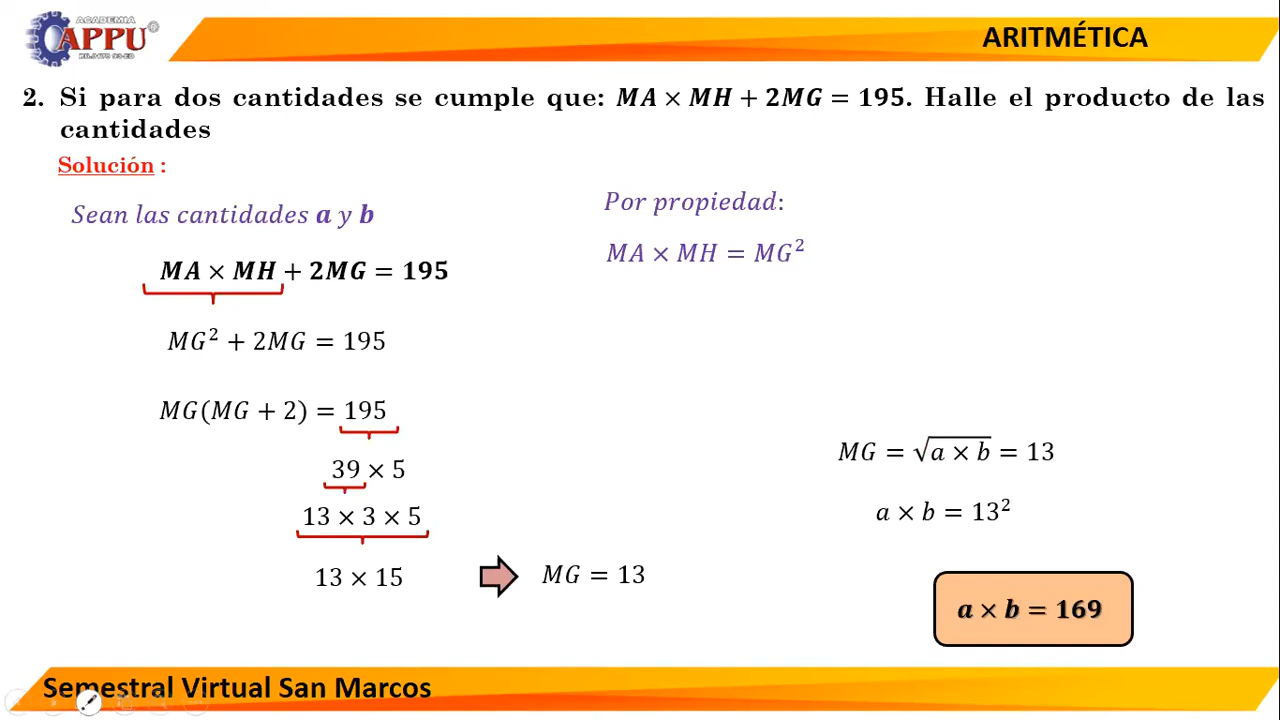 ACADEMIA
APPU
ARITMÉTICA
2. Si para dos cantidades se cumple que: MA × MH + 2MG = 195. Halle el producto de las
cantidades
Solución :
Sean las cantidades a y b
Por propiedad:
MA × MH = MG²
MA × MH + 2MG = 195
MG² + 2MG = 195
MG(MG + 2) = 195
39 × 5
13 × 3 × 5
13 × 15
MG = 13
MG = √(a × b) = 13
a × b = 13²
a × b = 169
Semestral Virtual San Marcos